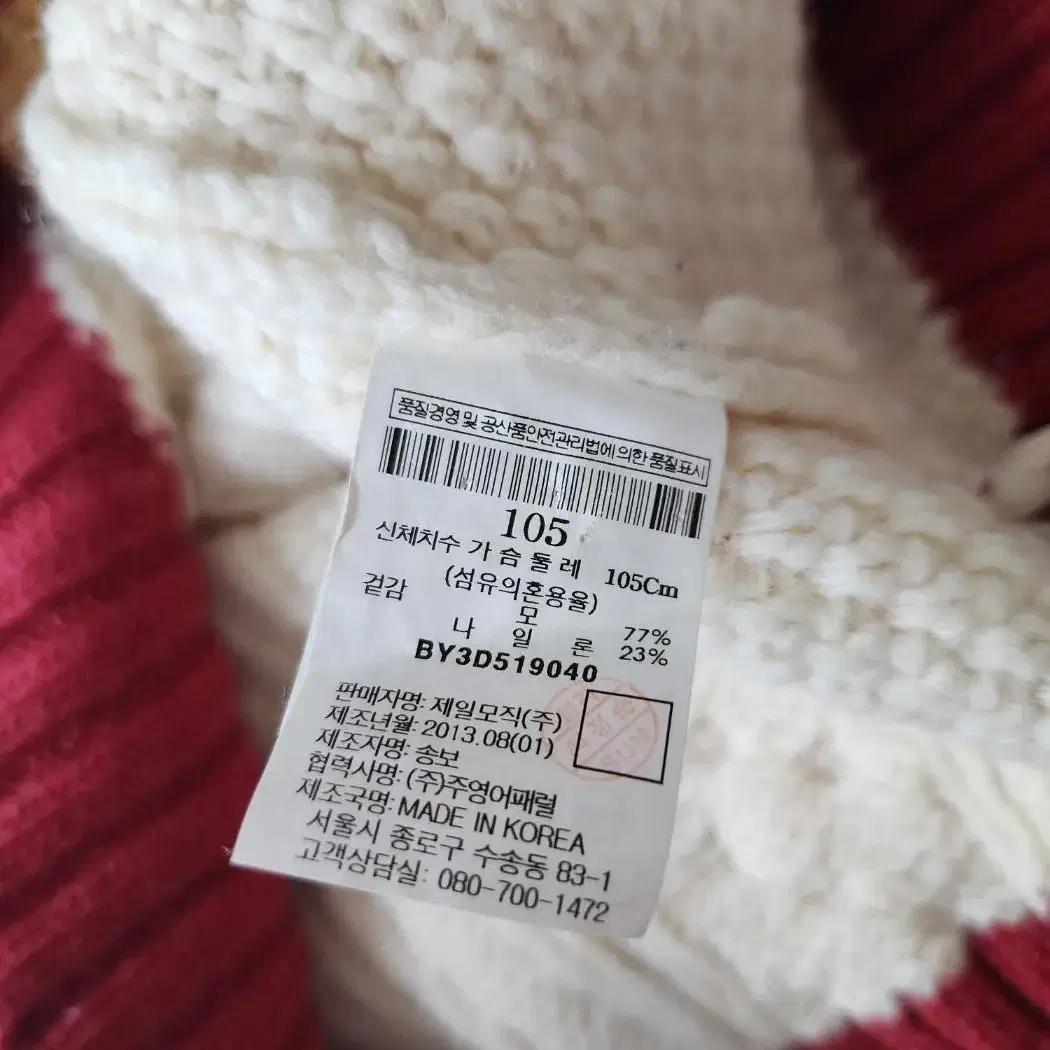 품질경영 및 공산품안전관리법에 의한 품질표시
105
신체치수 가 슴 둘 레 105Cm
(섬유의혼용율)
겉감 모 77%
나 일 론 23%
BY3D519040
판매자명: 제일모직(주)
제조년월: 2013.08(01)
제조자명: 송보
협력사명: (주)주영어패럴
제조국명: MADE IN KOREA
서울시 종로구 수송동 83-1
고객상담실: 080-700-1472